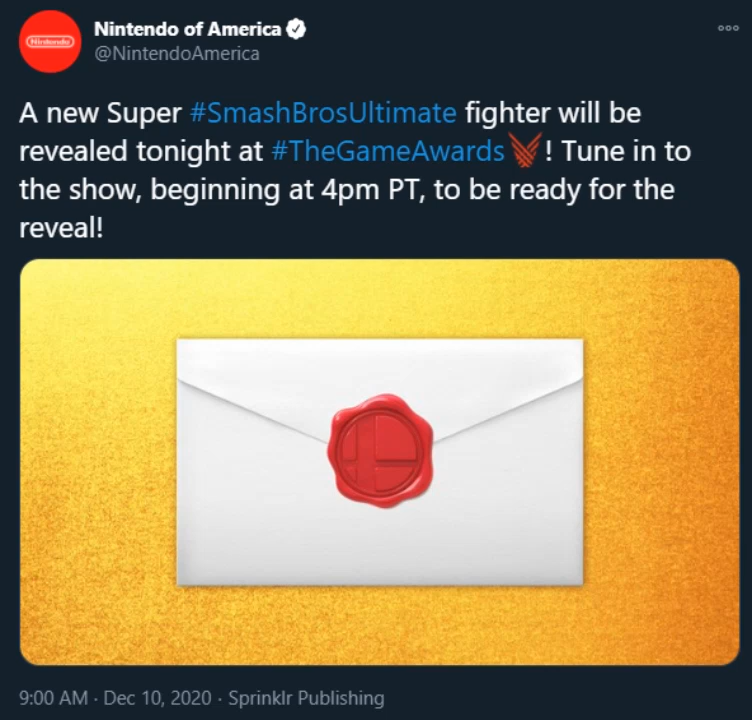 Nintendo of America
@NintendoAmerica
Nintendo
A new Super #SmashBrosUltimate fighter will be
revealed tonight at #TheGameAwards! Tune in to
the show, beginning at 4pm PT, to be ready for the
reveal!
9:00 AM · Dec 10, 2020 · Sprinklr Publishing